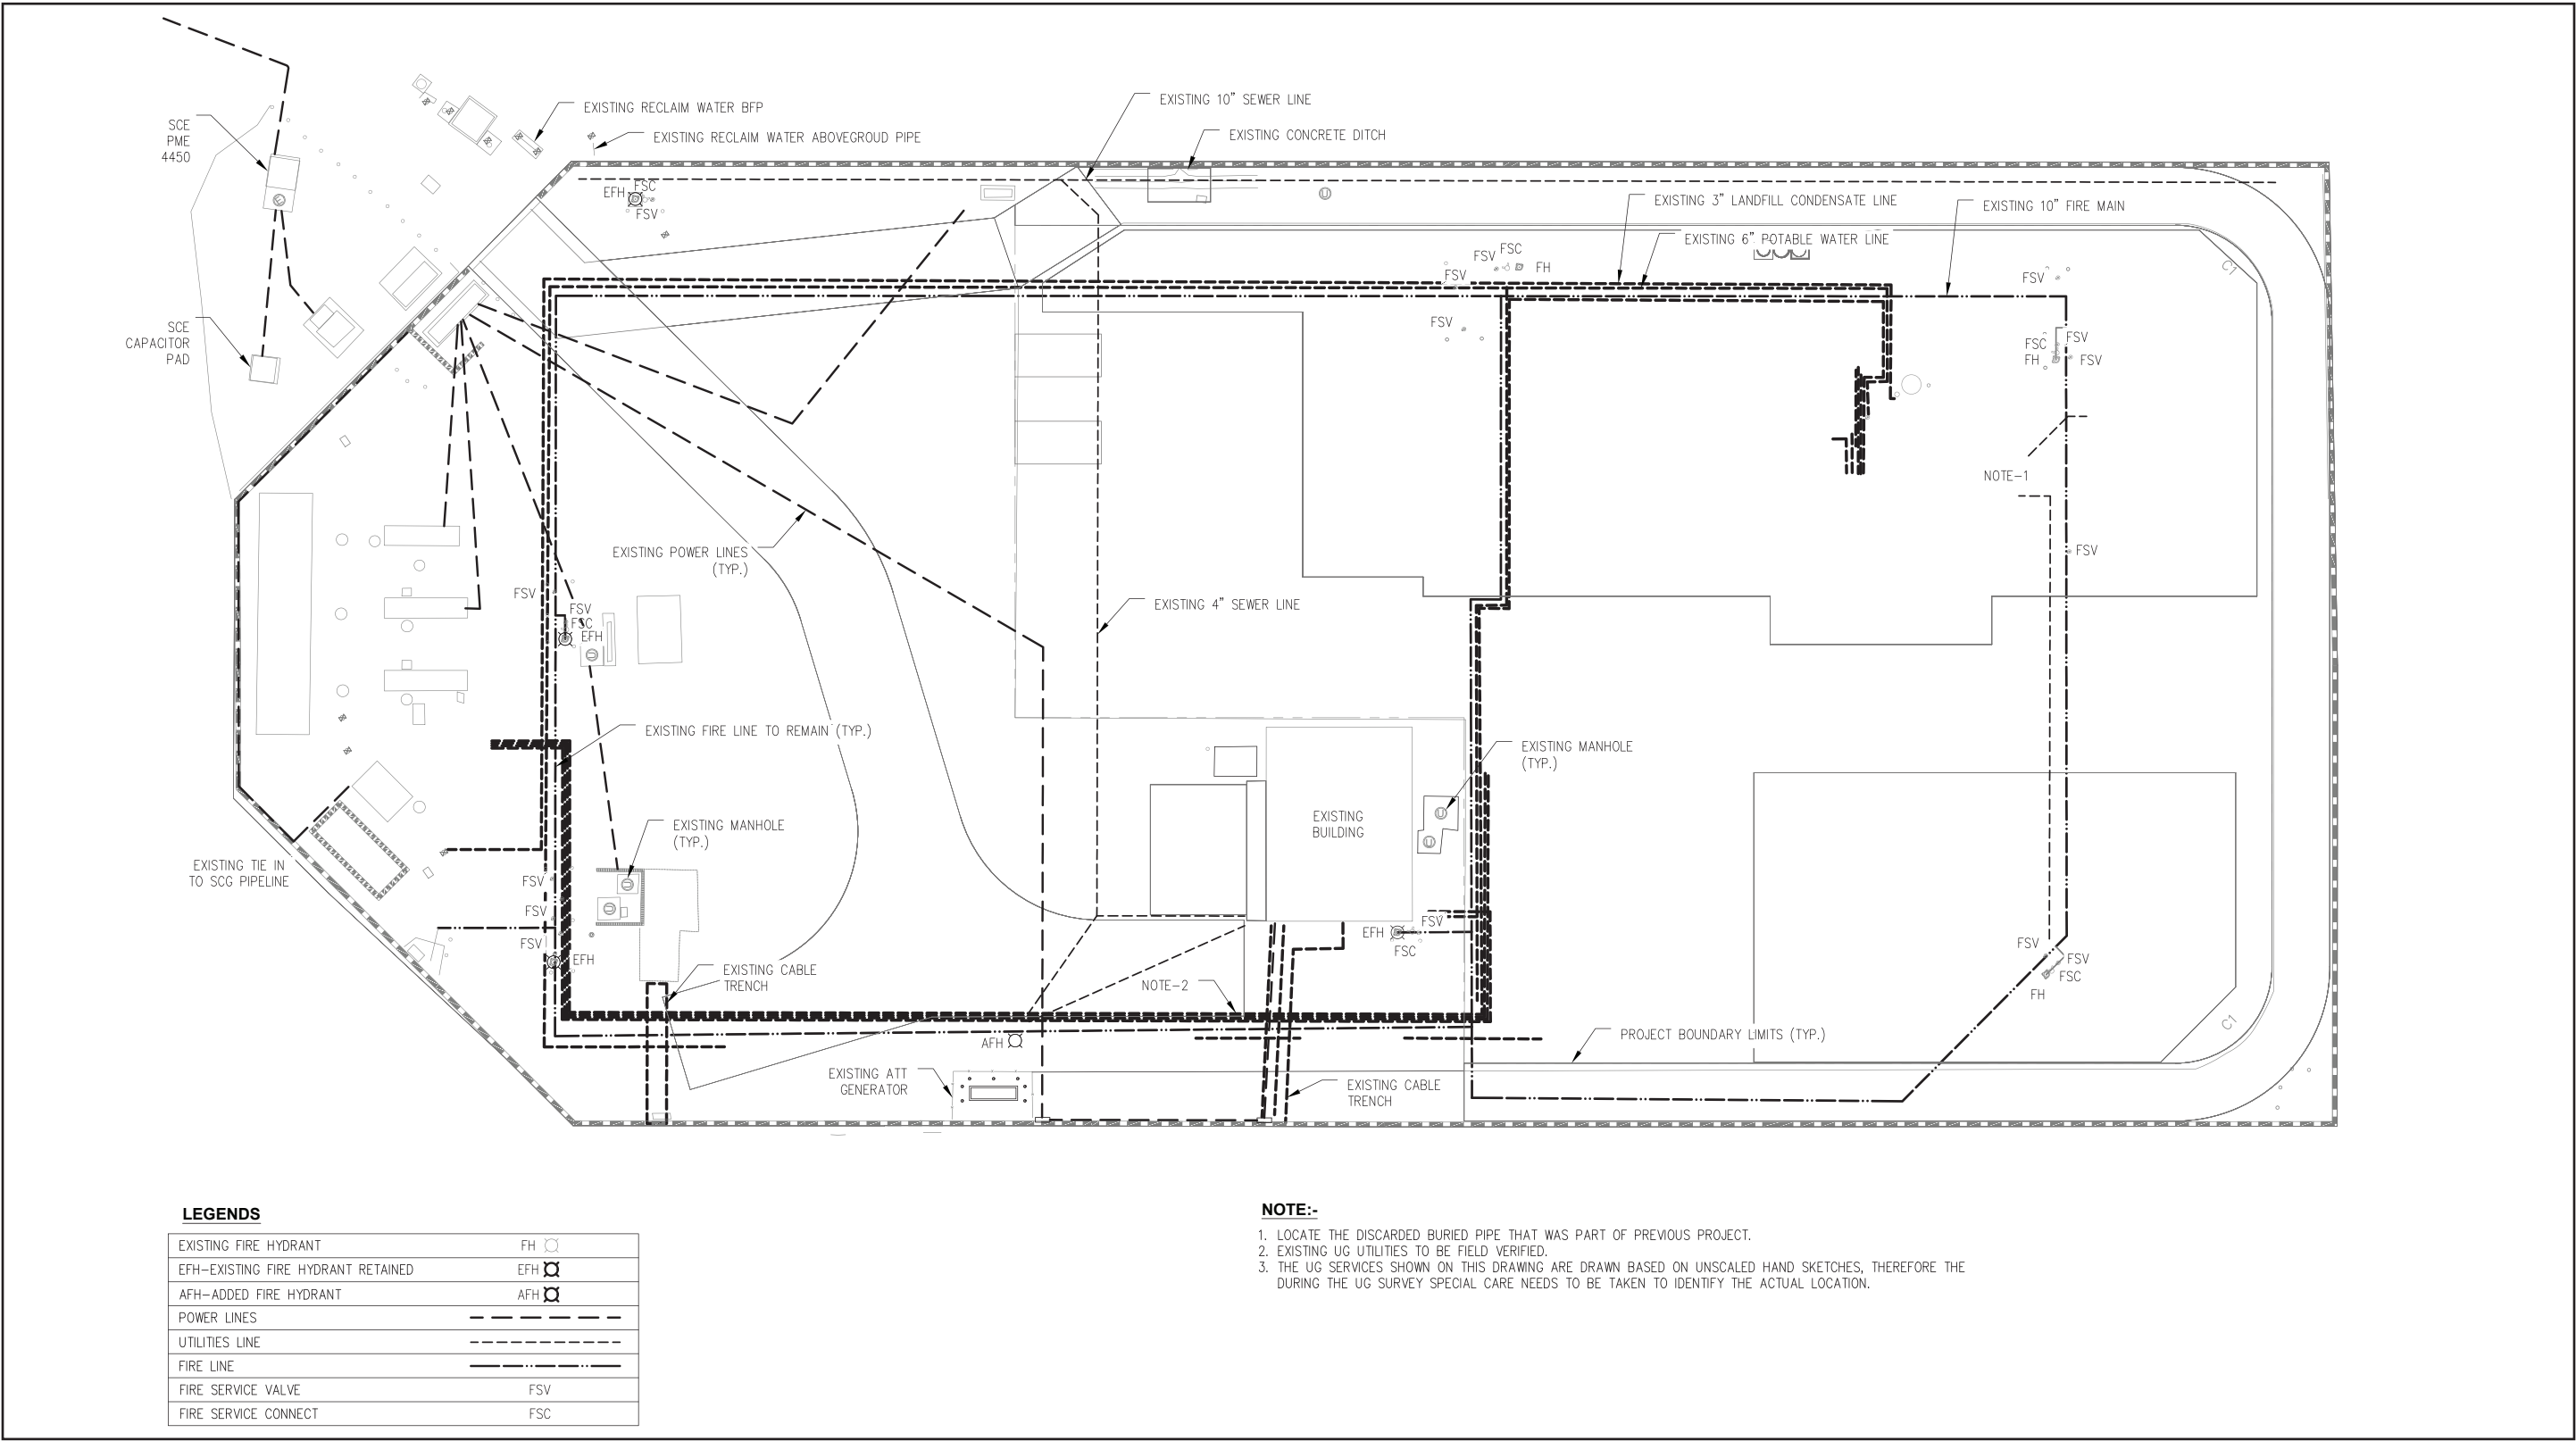 EXISTING RECLAIM WATER BFP
EXISTING 10" SEWER LINE
SCE
PME
4450
EXISTING RECLAIM WATER ABOVEGROUD PIPE
EXISTING CONCRETE DITCH
EFH
FSC
FSV
EXISTING 3" LANDFILL CONDENSATE LINE
EXISTING 10" FIRE MAIN
EXISTING 6" POTABLE WATER LINE
FSV
FSC
FH
FSV
FSV
C1
SCE
CAPACITOR
PAD
FSV
FSV
FSC
FH
FSV
NOTE-1
EXISTING POWER LINES
(TYP.)
FSV
FSV
FSV
FSC
EFH
EXISTING 4" SEWER LINE
EXISTING FIRE LINE TO REMAIN (TYP.)
EXISTING MANHOLE
(TYP.)
EXISTING
BUILDING
EXISTING MANHOLE
(TYP.)
EXISTING TIE IN
TO SCG PIPELINE
FSV
FSV
FSV
EFH
FSV
EFH
FSC
FSV
FSV
FSC
FH
EXISTING CABLE
TRENCH
NOTE-2
C1
AFH
PROJECT BOUNDARY LIMITS (TYP.)
EXISTING ATT
GENERATOR
EXISTING CABLE
TRENCH
LEGENDS
EXISTING FIRE HYDRANT FH
EFH-EXISTING FIRE HYDRANT RETAINED EFH
AFH-ADDED FIRE HYDRANT AFH
POWER LINES
UTILITIES LINE
FIRE LINE
FIRE SERVICE VALVE FSV
FIRE SERVICE CONNECT FSC
NOTE:-
1. LOCATE THE DISCARDED BURIED PIPE THAT WAS PART OF PREVIOUS PROJECT.
2. EXISTING UG UTILITIES TO BE FIELD VERIFIED.
3. THE UG SERVICES SHOWN ON THIS DRAWING ARE DRAWN BASED ON UNSCALED HAND SKETCHES, THEREFORE THE
DURING THE UG SURVEY SPECIAL CARE NEEDS TO BE TAKEN TO IDENTIFY THE ACTUAL LOCATION.